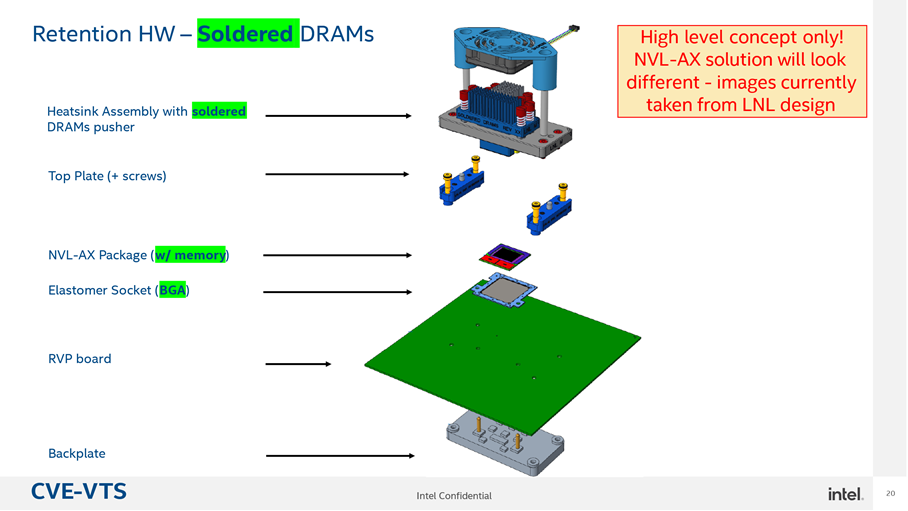 Retention HW – Soldered DRAMs
High level concept only!
NVL-AX solution will look
different - images currently
taken from LNL design
Heatsink Assembly with soldered
DRAMs pusher
Top Plate (+ screws)
NVL-AX Package (w/ memory)
Elastomer Socket (BGA)
RVP board
Backplate
CVE-VTS
Intel Confidential
intel.
20